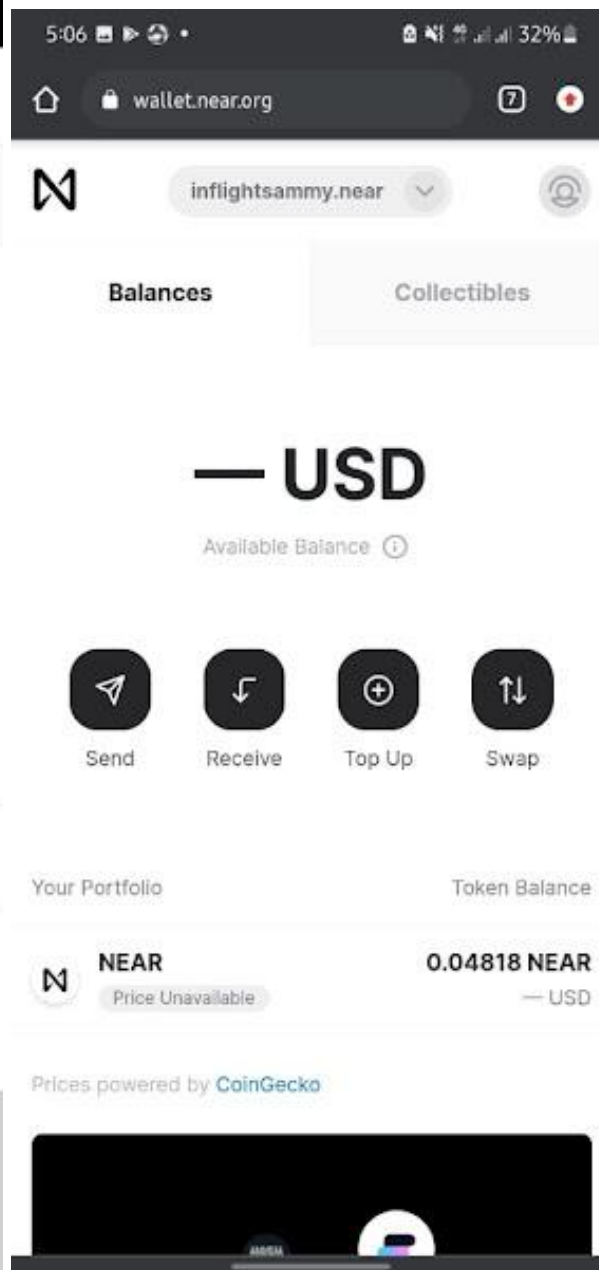 5:06 32%
wallet.near.org 7
inflightsammy.near
Balances Collectibles
— USD
Available Balance
Send Receive Top Up Swap
Your Portfolio Token Balance
NEAR 0.04818 NEAR
Price Unavailable — USD
Prices powered by CoinGecko